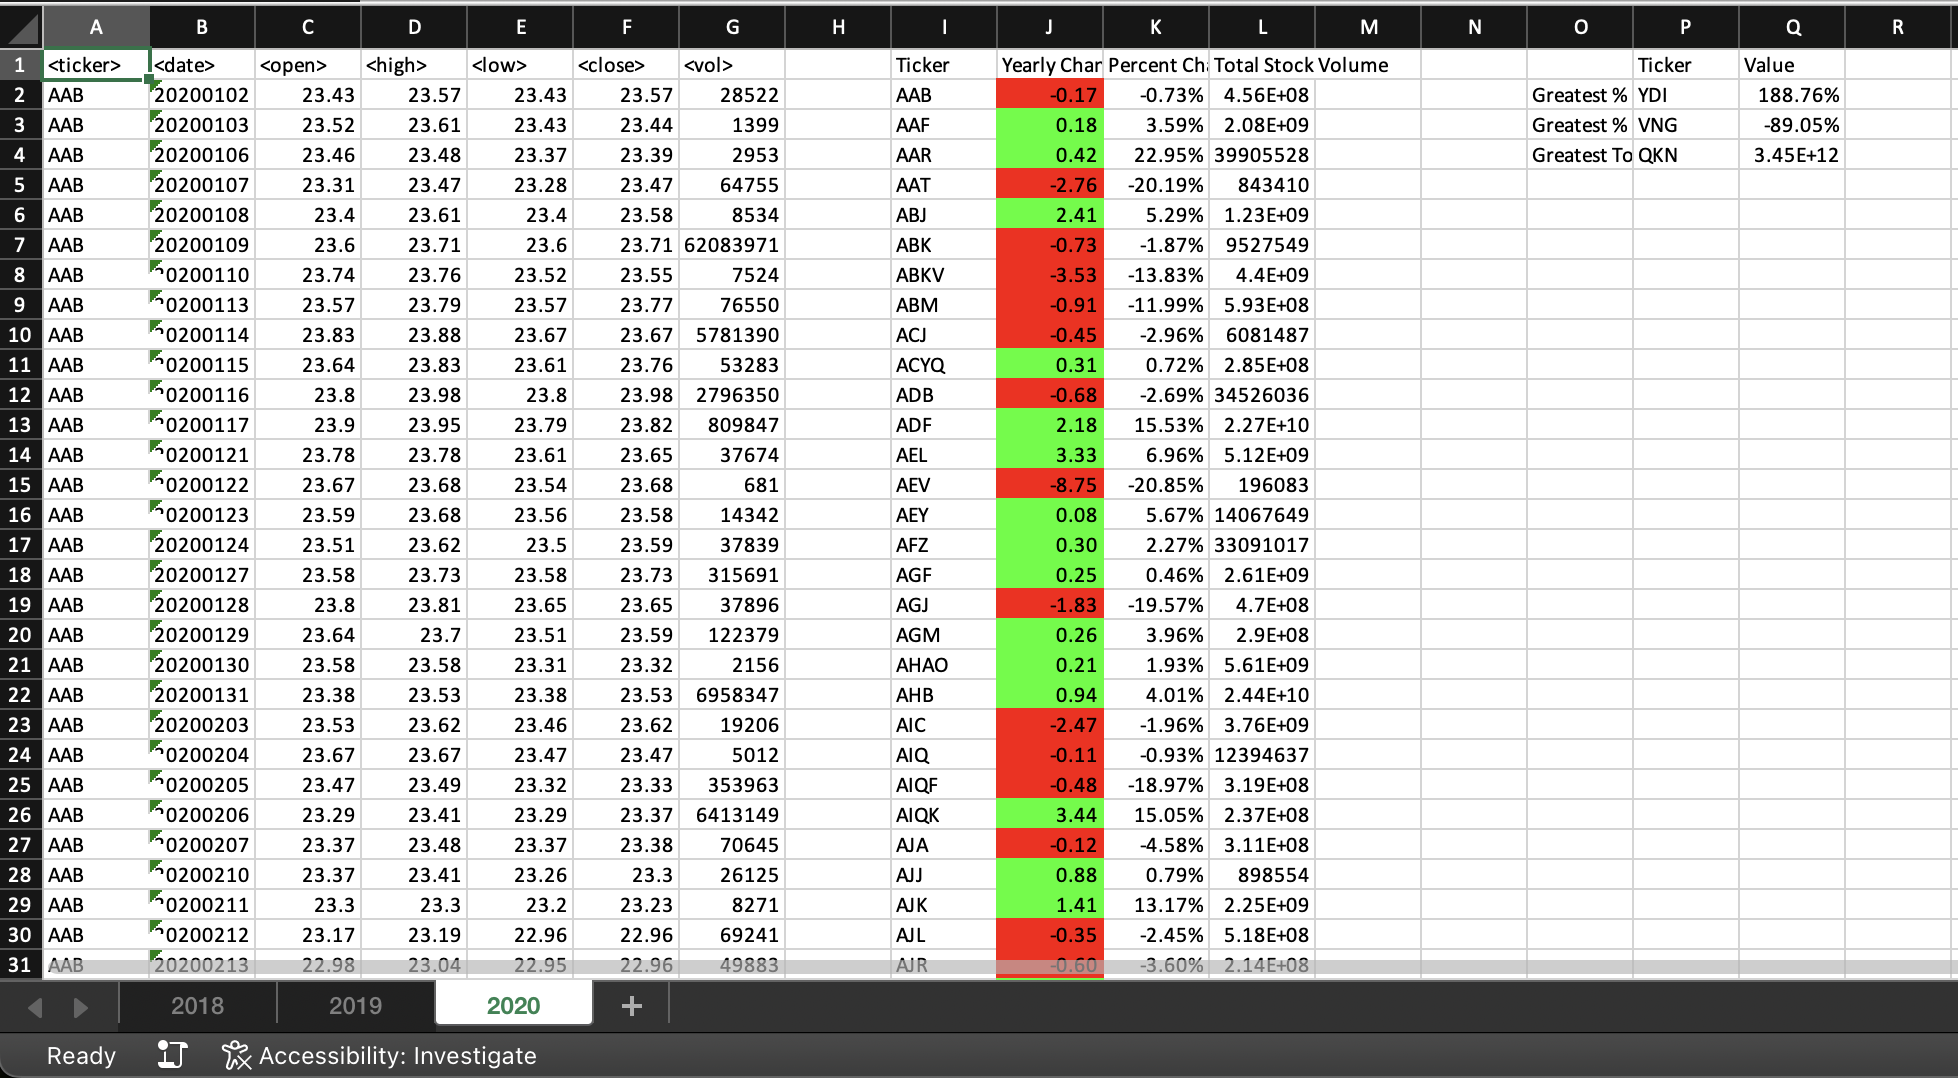 A B C D E F G H I J K L M N O P Q R
1 <ticker> <date> <open> <high> <low> <close> <vol> Ticker Yearly Char Percent Ch Total Stock Volume Ticker Value
2 AAB 20200102 23.43 23.57 23.43 23.57 28522 AAB -0.17 -0.73% 4.56E+08 Greatest % YDI 188.76%
3 AAB 20200103 23.52 23.61 23.43 23.44 1399 AAF 0.18 3.59% 2.08E+09 Greatest % VNG -89.05%
4 AAB 20200106 23.46 23.48 23.37 23.39 2953 AAR 0.42 22.95% 39905528 Greatest To QKN 3.45E+12
5 AAB 20200107 23.31 23.47 23.28 23.47 64755 AAT -2.76 -20.19% 843410
6 AAB 20200108 23.4 23.61 23.4 23.58 8534 ABJ 2.41 5.29% 1.23E+09
7 AAB 20200109 23.6 23.71 23.6 23.71 62083971 ABK -0.73 -1.87% 9527549
8 AAB 20200110 23.74 23.76 23.52 23.55 7524 ABKV -3.53 -13.83% 4.4E+09
9 AAB 20200113 23.57 23.79 23.57 23.77 76550 ABM -0.91 -11.99% 5.93E+08
10 AAB 20200114 23.83 23.88 23.67 23.67 5781390 ACJ -0.45 -2.96% 6081487
11 AAB 20200115 23.64 23.83 23.61 23.76 53283 ACYQ 0.31 0.72% 2.85E+08
12 AAB 20200116 23.8 23.98 23.8 23.98 2796350 ADB -0.68 -2.69% 34526036
13 AAB 20200117 23.9 23.95 23.79 23.82 809847 ADF 2.18 15.53% 2.27E+10
14 AAB 20200121 23.78 23.78 23.61 23.65 37674 AEL 3.33 6.96% 5.12E+09
15 AAB 20200122 23.67 23.68 23.54 23.68 681 AEV -8.75 -20.85% 196083
16 AAB 20200123 23.59 23.68 23.56 23.58 14342 AEY 0.08 5.67% 14067649
17 AAB 20200124 23.51 23.62 23.5 23.59 37839 AFZ 0.30 2.27% 33091017
18 AAB 20200127 23.58 23.73 23.58 23.73 315691 AGF 0.25 0.46% 2.61E+09
19 AAB 20200128 23.8 23.81 23.65 23.65 37896 AGJ -1.83 -19.57% 4.7E+08
20 AAB 20200129 23.64 23.7 23.51 23.59 122379 AGM 0.26 3.96% 2.9E+08
21 AAB 20200130 23.58 23.58 23.31 23.32 2156 AHAO 0.21 1.93% 5.61E+09
22 AAB 20200131 23.38 23.53 23.38 23.53 6958347 AHB 0.94 4.01% 2.44E+10
23 AAB 20200203 23.53 23.62 23.46 23.62 19206 AIC -2.47 -1.96% 3.76E+09
24 AAB 20200204 23.67 23.67 23.47 23.47 5012 AIQ -0.11 -0.93% 12394637
25 AAB 20200205 23.47 23.49 23.32 23.33 353963 AIQF -0.48 -18.97% 3.19E+08
26 AAB 20200206 23.29 23.41 23.29 23.37 6413149 AIQK 3.44 15.05% 2.37E+08
27 AAB 20200207 23.37 23.48 23.37 23.38 70645 AJA -0.12 -4.58% 3.11E+08
28 AAB 20200210 23.37 23.41 23.26 23.3 26125 AJJ 0.88 0.79% 898554
29 AAB 20200211 23.3 23.3 23.2 23.23 8271 AJK 1.41 13.17% 2.25E+09
30 AAB 20200212 23.17 23.19 22.96 22.96 69241 AJL -0.35 -2.45% 5.18E+08
31 AAB 20200213 22.98 23.04 22.95 22.96 49883 AJR -0.60 -3.60% 2.14E+08
2018 2019 2020 +
Ready Accessibility: Investigate